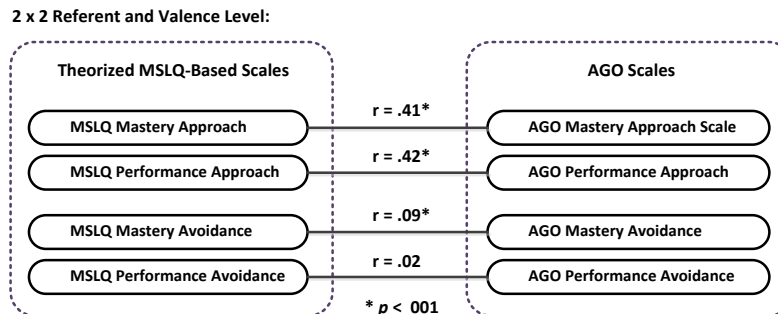 2 x 2 Referent and Valence Level:
Theorized MSLQ-Based Scales
AGO Scales
r = .41*
MSLQ Mastery Approach
AGO Mastery Approach Scale
r = .42*
MSLQ Performance Approach
AGO Performance Approach
r = .09*
MSLQ Mastery Avoidance
AGO Mastery Avoidance
r = .02
MSLQ Performance Avoidance
AGO Performance Avoidance
* p < 001